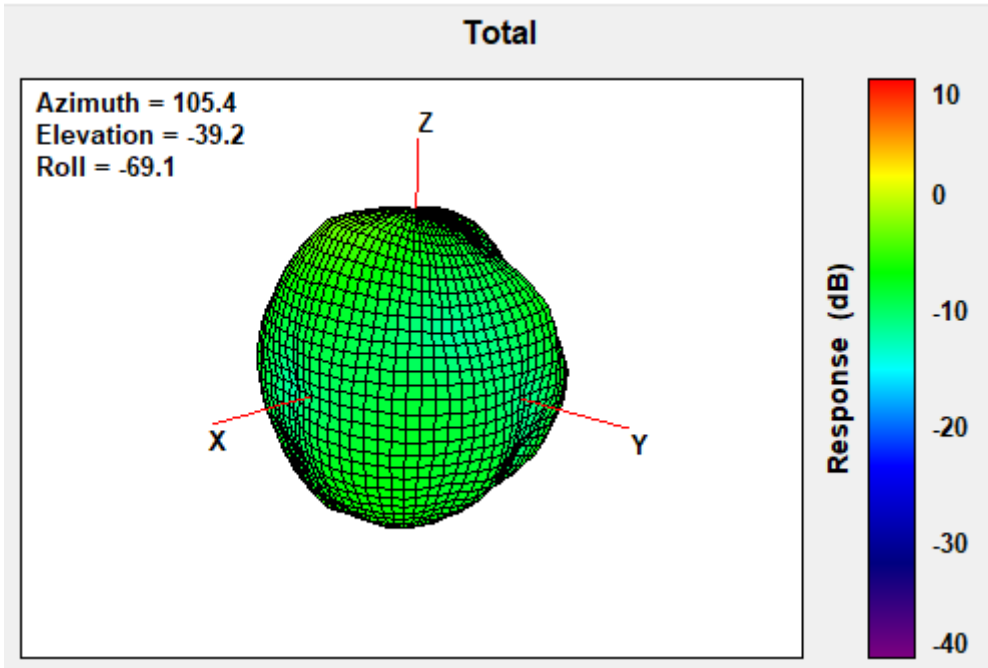 Total
Azimuth = 105.4
Elevation = -39.2
Roll = -69.1
Z
X
Y
10
0
-10
-20
-30
-40
Response (dB)